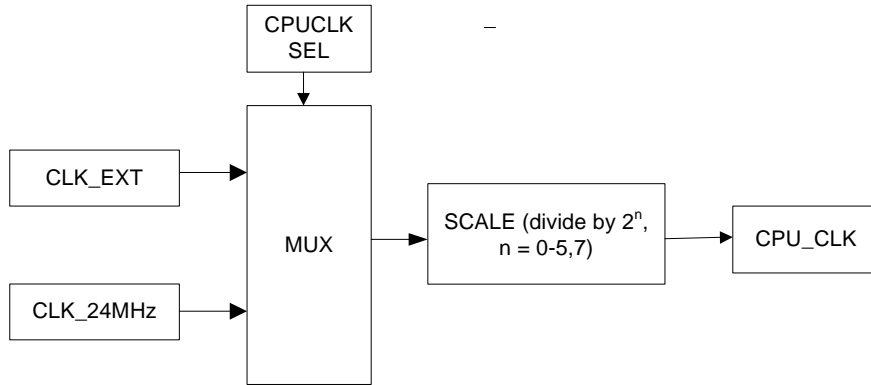 CPUCLK
SEL
–
CLK_EXT
MUX
SCALE (divide by 2ⁿ,
n = 0-5,7)
CPU_CLK
CLK_24MHz